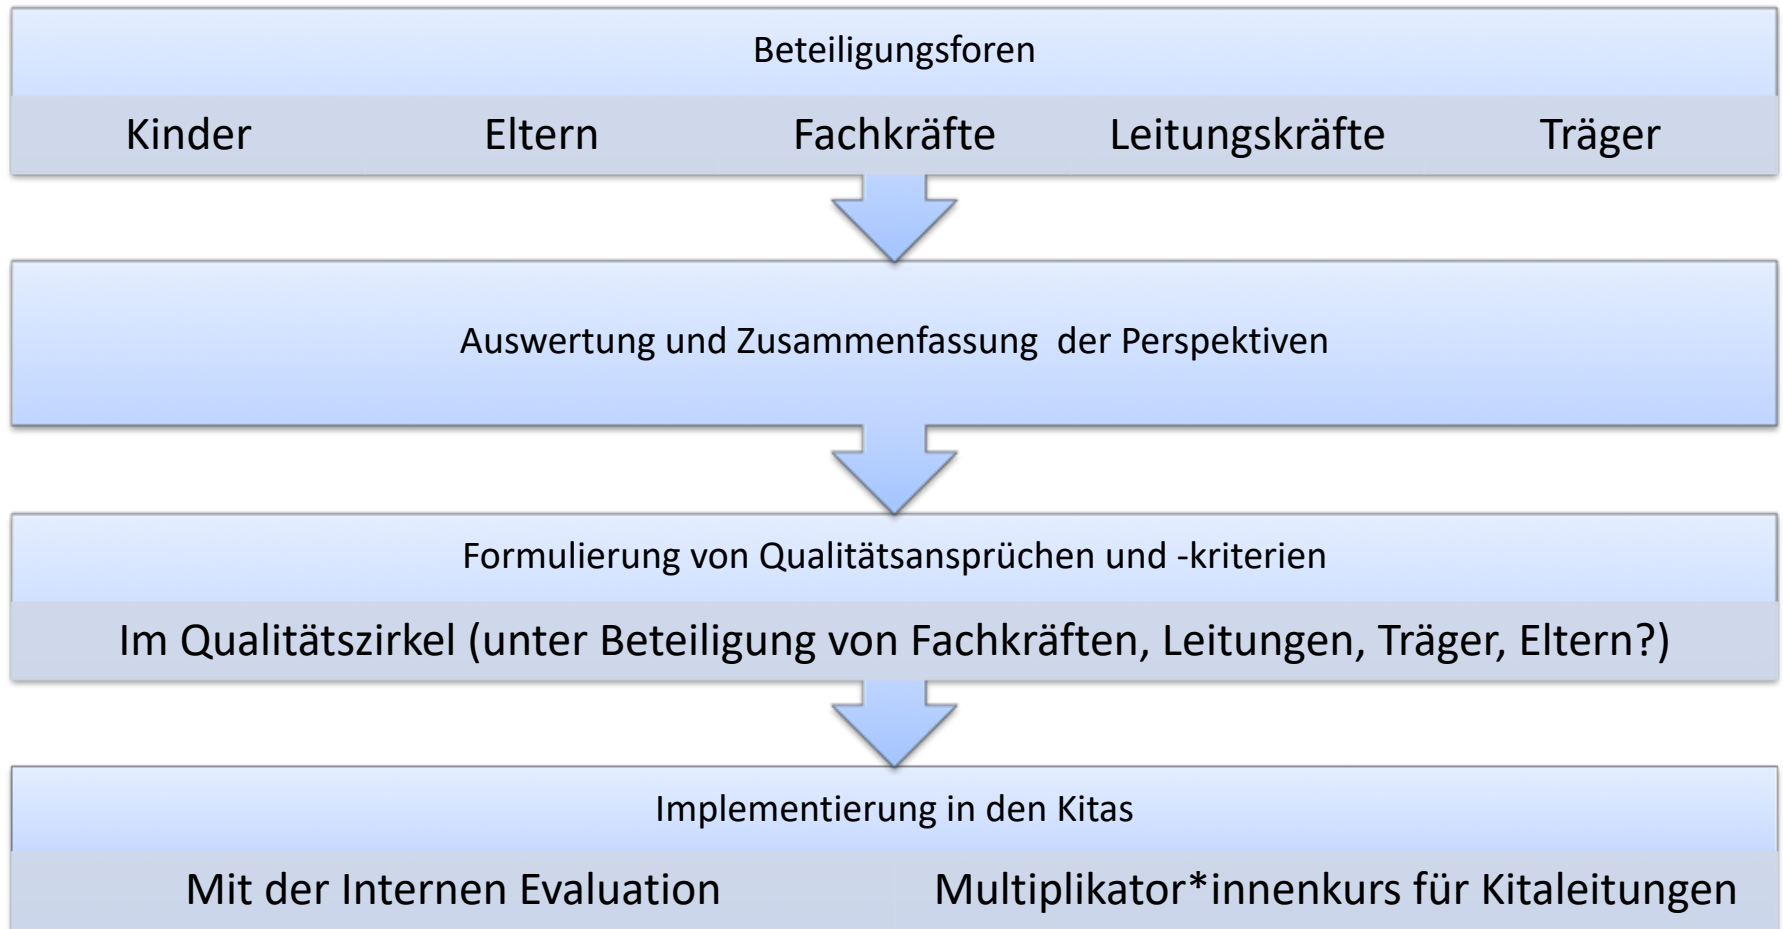 Beteiligungsforen
Kinder Eltern Fachkräfte Leitungskräfte Träger
Auswertung und Zusammenfassung  der Perspektiven
Formulierung von Qualitätsansprüchen und -kriterien
Im Qualitätszirkel (unter Beteiligung von Fachkräften, Leitungen, Träger, Eltern?)
Implementierung in den Kitas
Mit der Internen Evaluation Multiplikator*innenkurs für Kitaleitungen